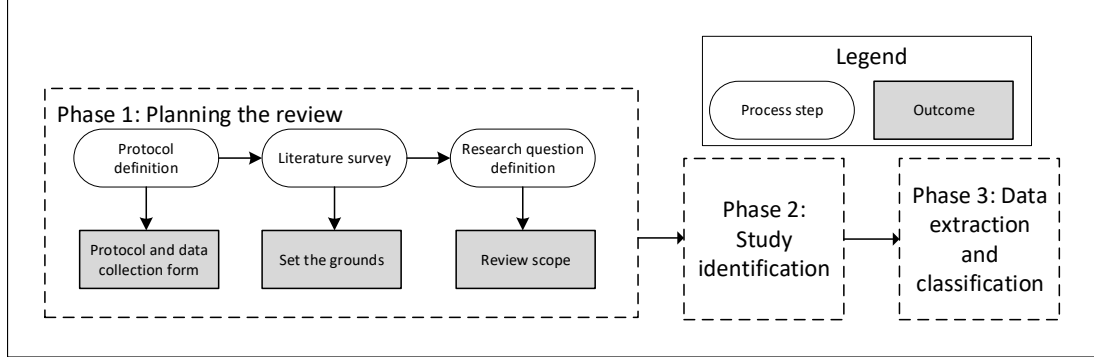 Legend
Process step
Outcome
Phase 1: Planning the review
Protocol
definition
Literature survey
Research question
definition
Protocol and data
collection form
Set the grounds
Review scope
Phase 2:
Study
identification
Phase 3: Data
extraction
and
classification